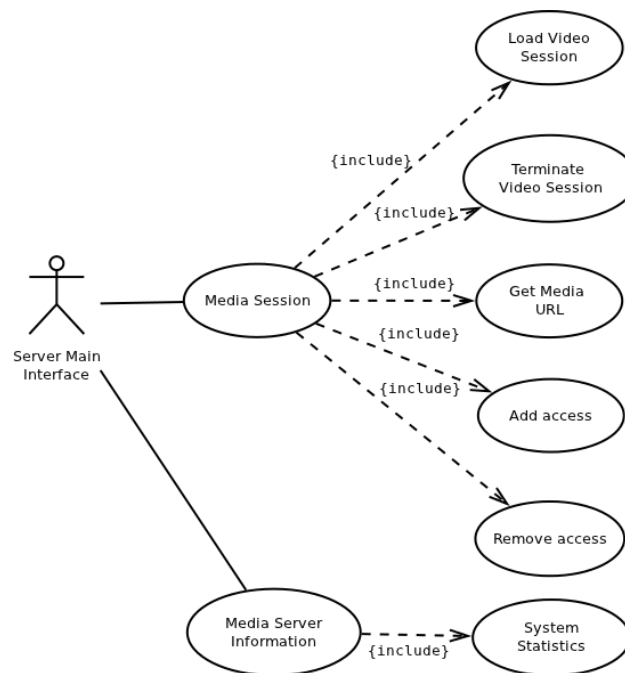 Load Video
Session
{include}
Terminate
Video Session
{include}
Media Session
{include}
Get Media
URL
Server Main
Interface
{include}
Add access
{include}
Remove access
Media Server
Information
{include}
System
Statistics